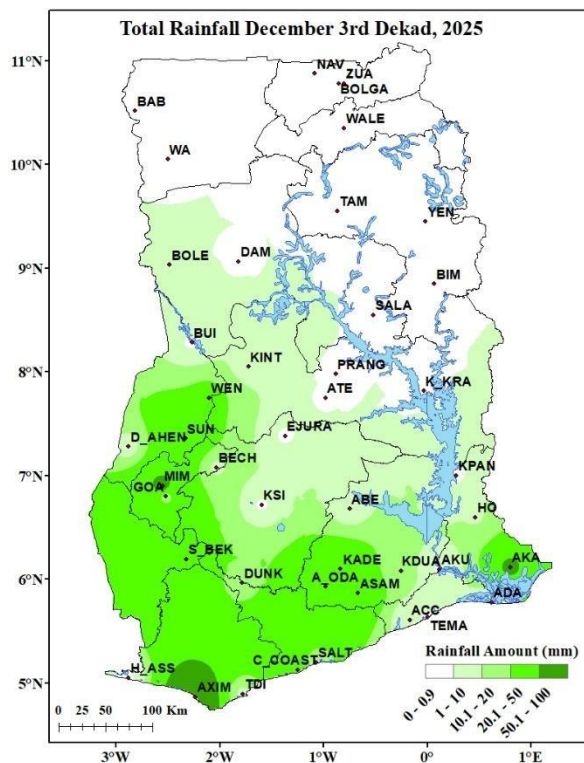 Total Rainfall December 3rd Dekad, 2025
11°N
NAV
ZUA
BOLGA
BAB
WALE
WA
10°N
TAM
YEN
BOLE
DAM
9°N
BIM
SALA
BUI
KINT
PRANG
8°N
ATE
K_KRA
WEN
SUN
EJURA
D_AHEN
BECH
MIM
KPAN
7°N
GOA
KSI
ABE
HO
S_BEK
KADE
KDUA
AKU
AKA
6°N
DUNK
A_ODA
ASAM
ADA
ACC
TEMA
SALT
C_COAST
H_ASS
AXIM
TDI
5°N
Rainfall Amount (mm)
0 - 0.9
1 - 10
10.1 - 20
20.1 - 50
50.1 - 100
0 25 50 100 Km
3°W 2°W 1°W 0° 1°E